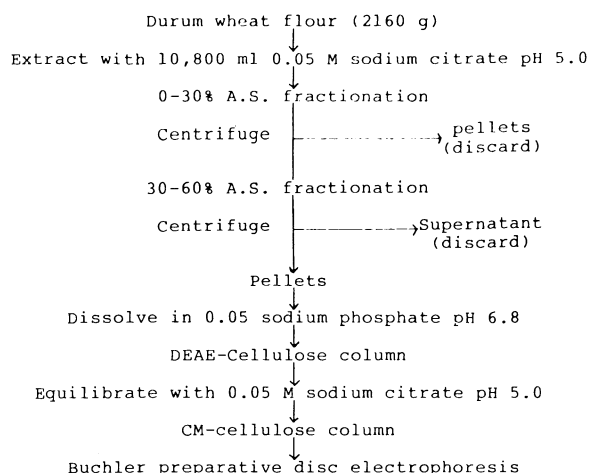 Durum wheat flour (2160 g)
Extract with 10,800 ml 0.05 M sodium citrate pH 5.0
0-30% A.S. fractionation
Centrifuge
pellets
(discard)
30-60% A.S. fractionation
Centrifuge
Supernatant
(discard)
Pellets
Dissolve in 0.05 sodium phosphate pH 6.8
DEAE-Cellulose column
Equilibrate with 0.05 M sodium citrate pH 5.0
CM-cellulose column
Buchler preparative disc electrophoresis